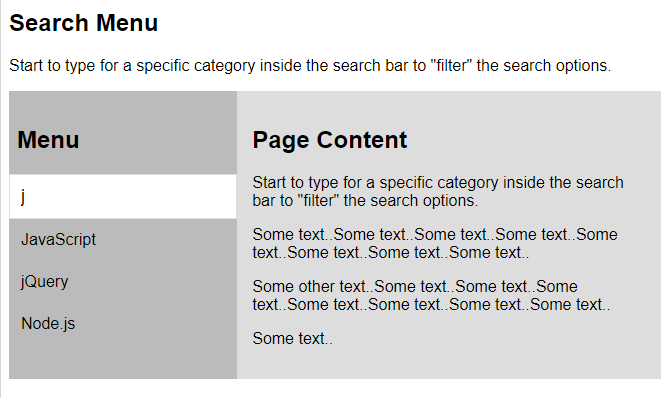 Search Menu
Start to type for a specific category inside the search bar to "filter" the search options.
Menu
j
JavaScript
jQuery
Node.js
Page Content
Start to type for a specific category inside the search
bar to "filter" the search options.
Some text..Some text..Some text..Some text..Some
text..Some text..Some text..Some text..
Some other text..Some text..Some text..Some
text..Some text..Some text..Some text..Some text..
Some text..